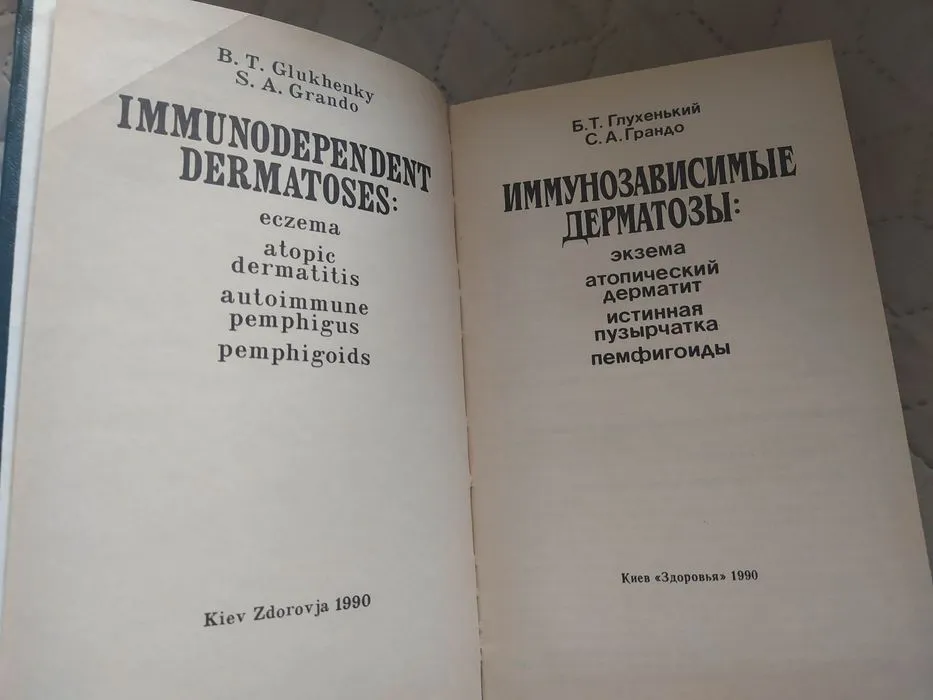 B. T. Glukhenky
S. A. Grando
IMMUNODEPENDENT
DERMATOSES:
eczema
atopic
dermatitis
autoimmune
pemphigus
pemphigoids
Kiev Zdorovja 1990
Б.Т. Глухенький
С.А. Грандо
ИММУНОЗАВИСИМЫЕ
ДЕРМАТОЗЫ:
экзема
атопический
дерматит
истинная
пузырчатка
пемфигоиды
Киев «Здоровья» 1990